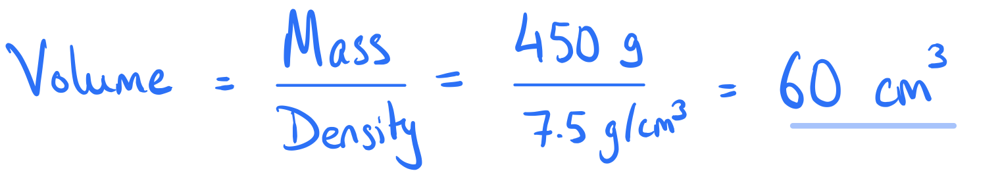 Volume = Mass / Density = 450 g / 7.5 g/cm³ = 60 cm³